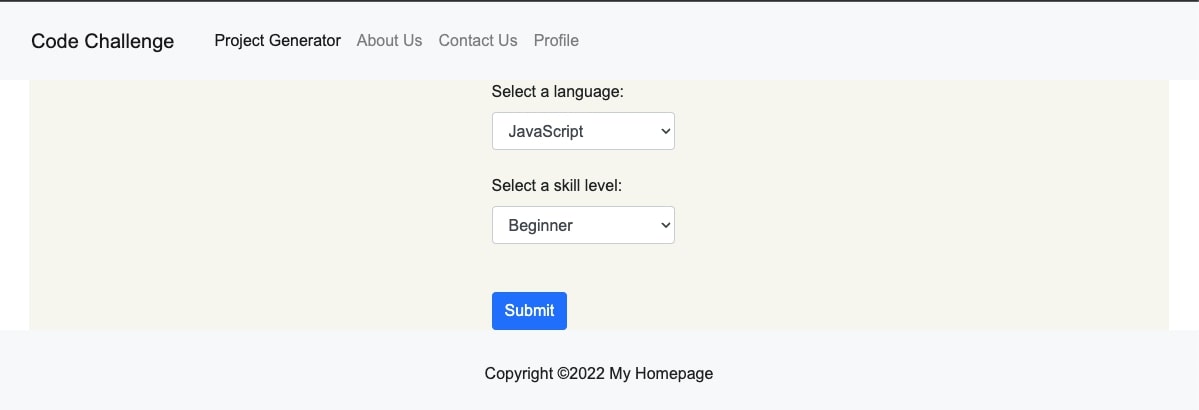 Code Challenge Project Generator About Us Contact Us Profile
Select a language:
JavaScript
Select a skill level:
Beginner
Submit
Copyright ©2022 My Homepage